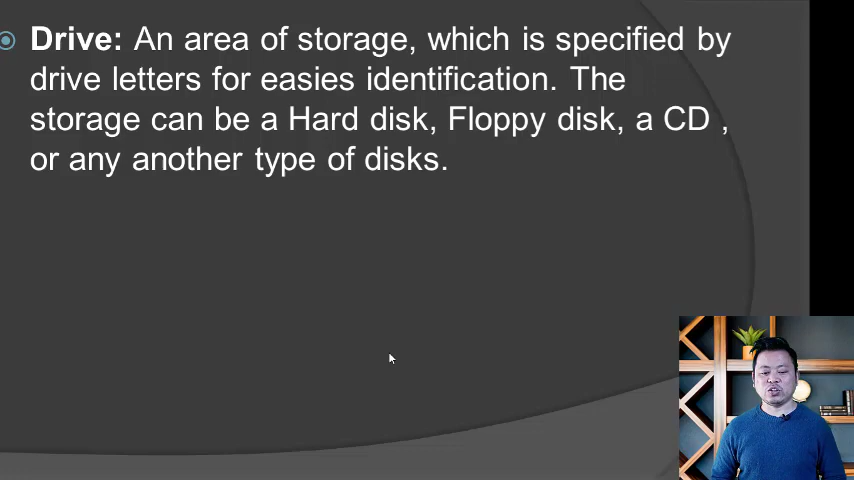 Drive: An area of storage, which is specified by
drive letters for easies identification. The
storage can be a Hard disk, Floppy disk, a CD ,
or any another type of disks.